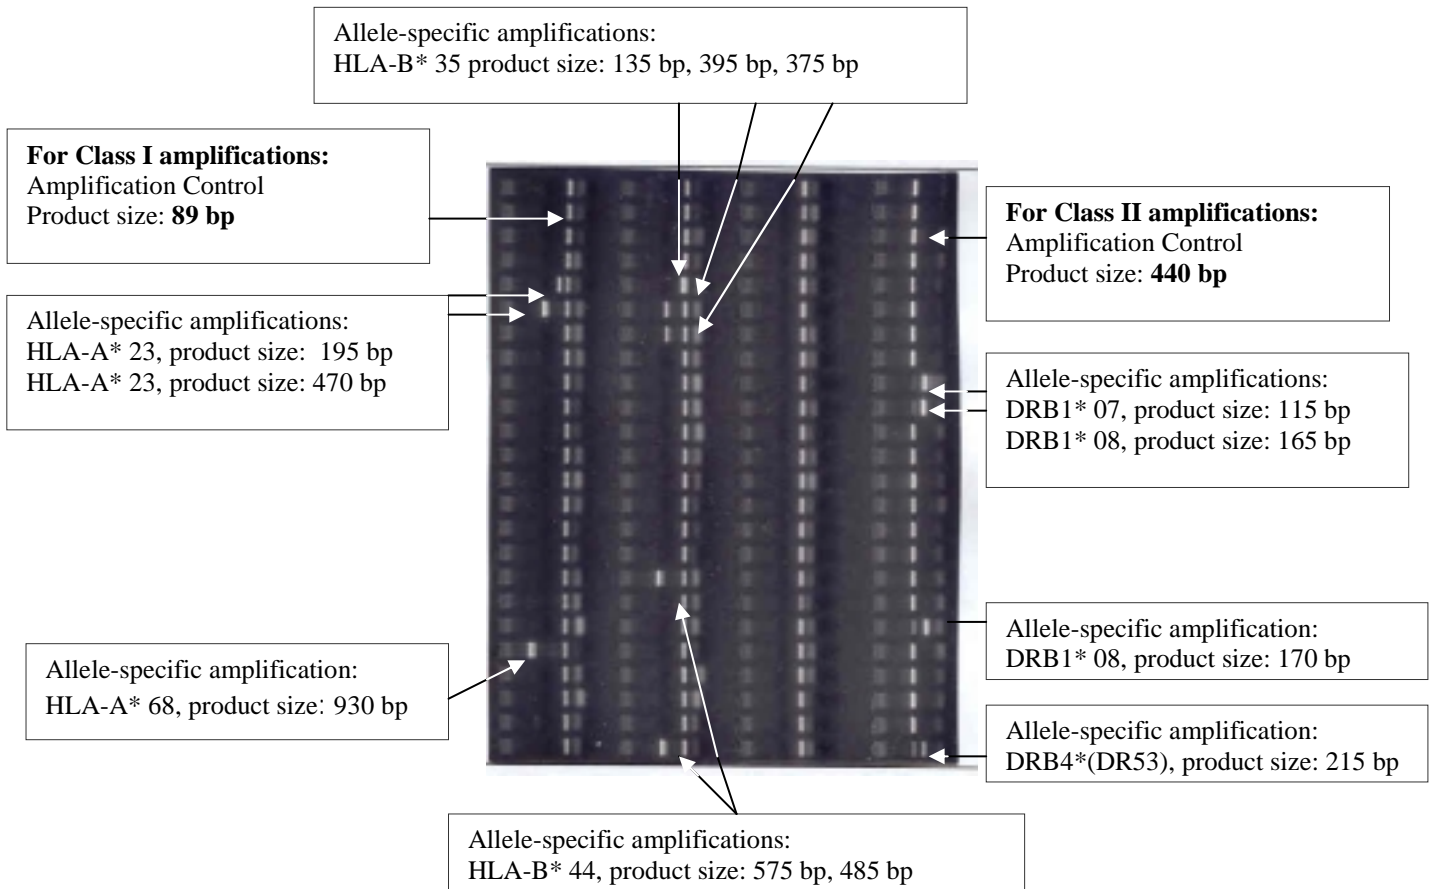 Allele-specific amplifications:
HLA-B* 35 product size: 135 bp, 395 bp, 375 bp
For Class I amplifications:
Amplification Control
Product size: 89 bp
For Class II amplifications:
Amplification Control
Product size: 440 bp
Allele-specific amplifications:
HLA-A* 23, product size: 195 bp
HLA-A* 23, product size: 470 bp
Allele-specific amplifications:
DRB1* 07, product size: 115 bp
DRB1* 08, product size: 165 bp
Allele-specific amplification:
DRB1* 08, product size: 170 bp
Allele-specific amplification:
HLA-A* 68, product size: 930 bp
Allele-specific amplification:
DRB4*(DR53), product size: 215 bp
Allele-specific amplifications:
HLA-B* 44, product size: 575 bp, 485 bp